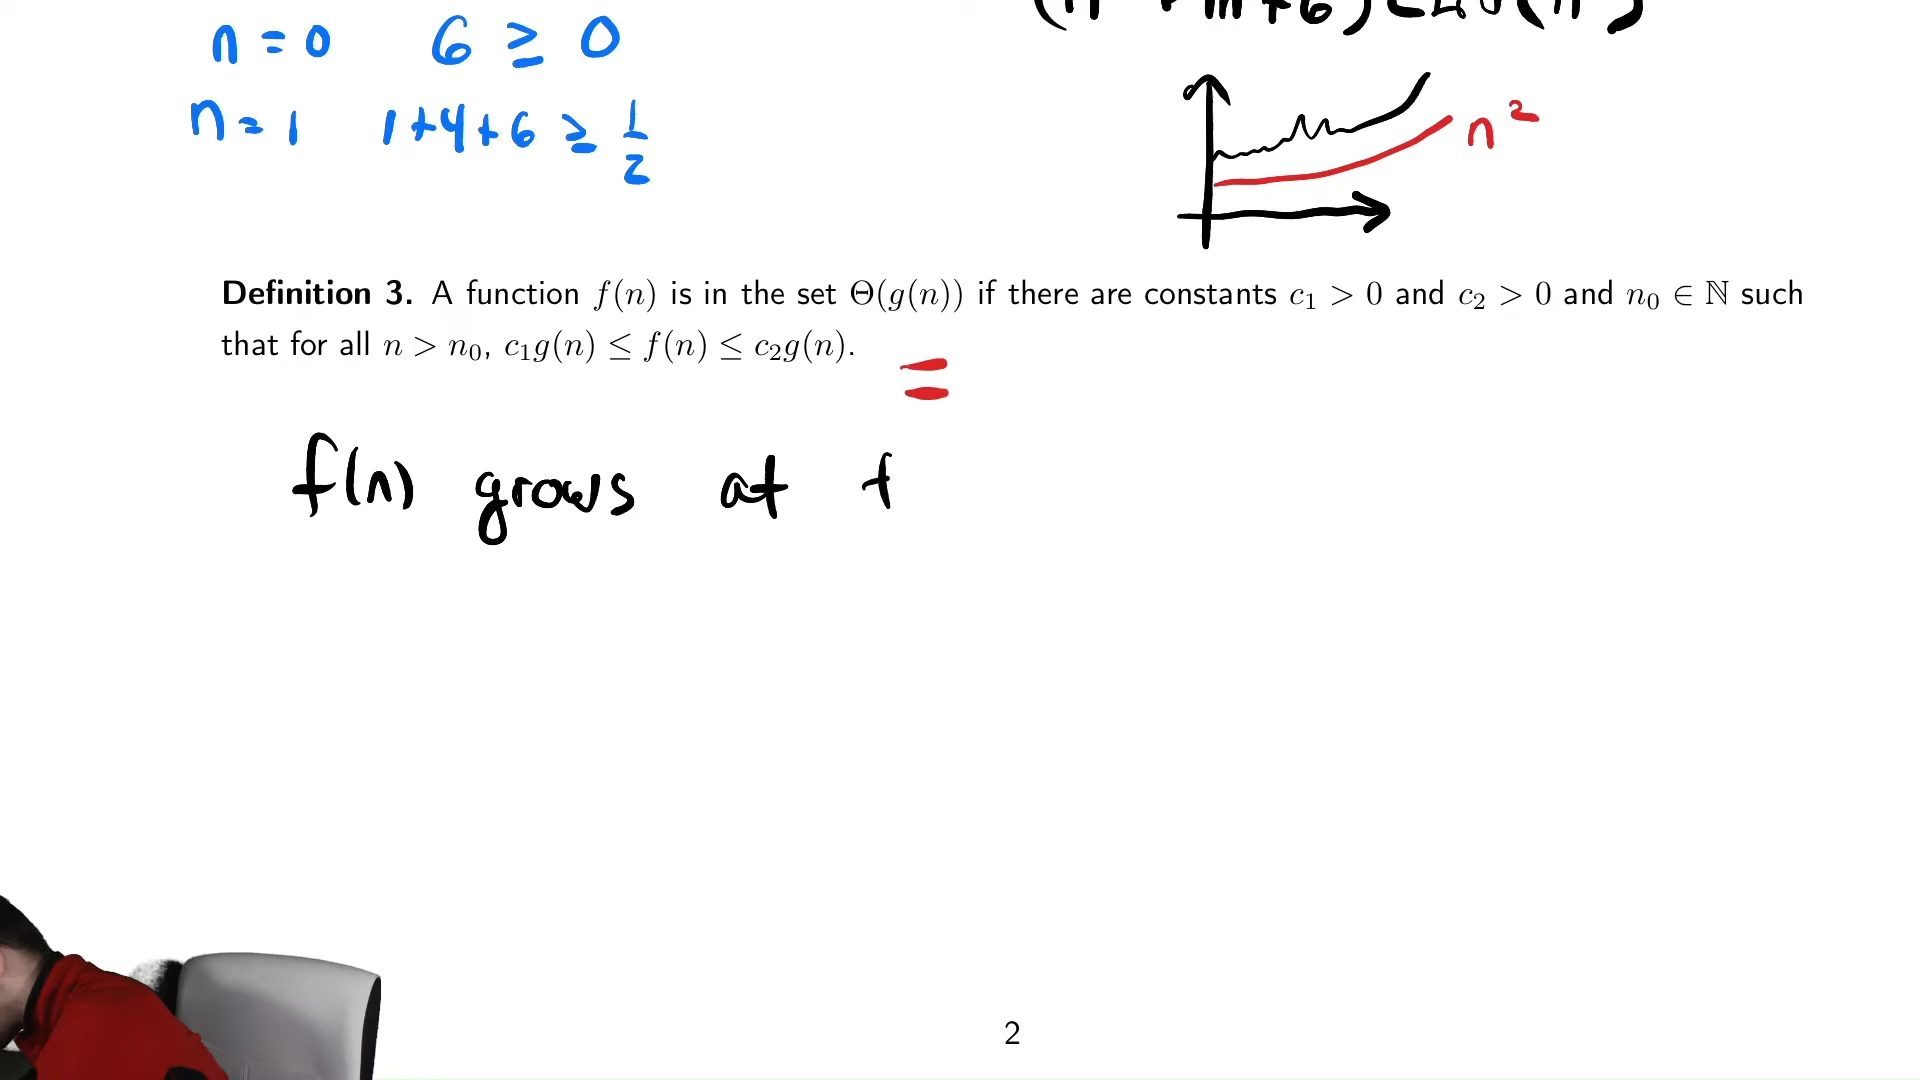 n = 0 6 ≥ 0
n = 1 1+4+6 ≥ 1/2
n²
Definition 3. A function f(n) is in the set Θ(g(n)) if there are constants c₁ > 0 and c₂ > 0 and n₀ ∈ ℕ such
that for all n > n₀, c₁g(n) ≤ f(n) ≤ c₂g(n).
=
f(n) grows at t
2